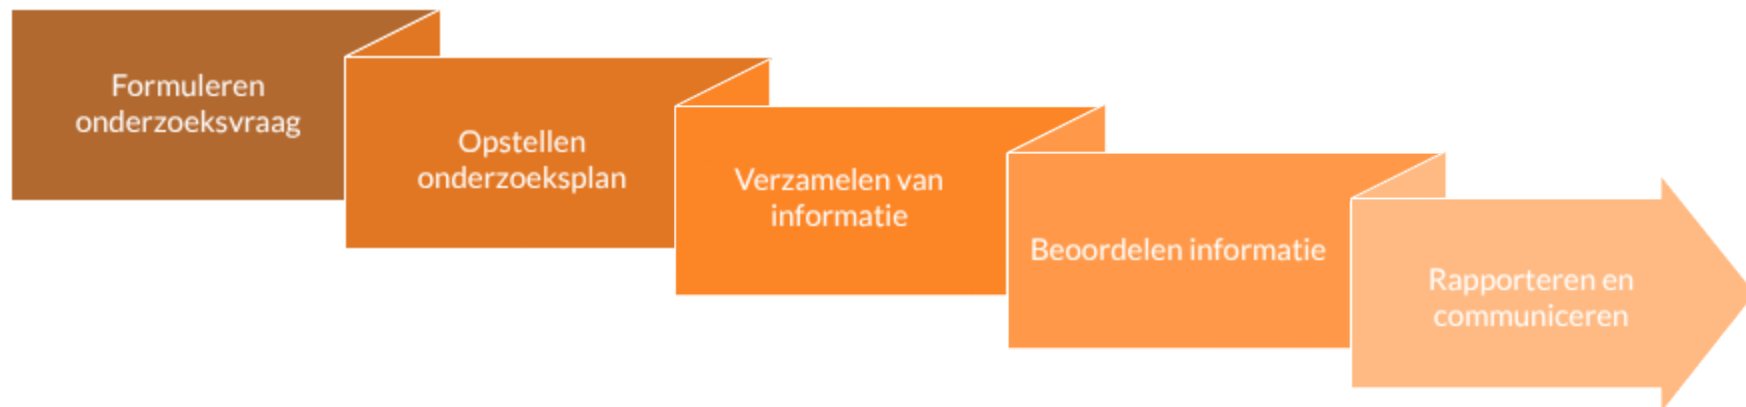 Formuleren
onderzoeksvraag
Opstellen
onderzoeksplan
Verzamelen van
informatie
Beoordelen informatie
Rapporteren en
communiceren